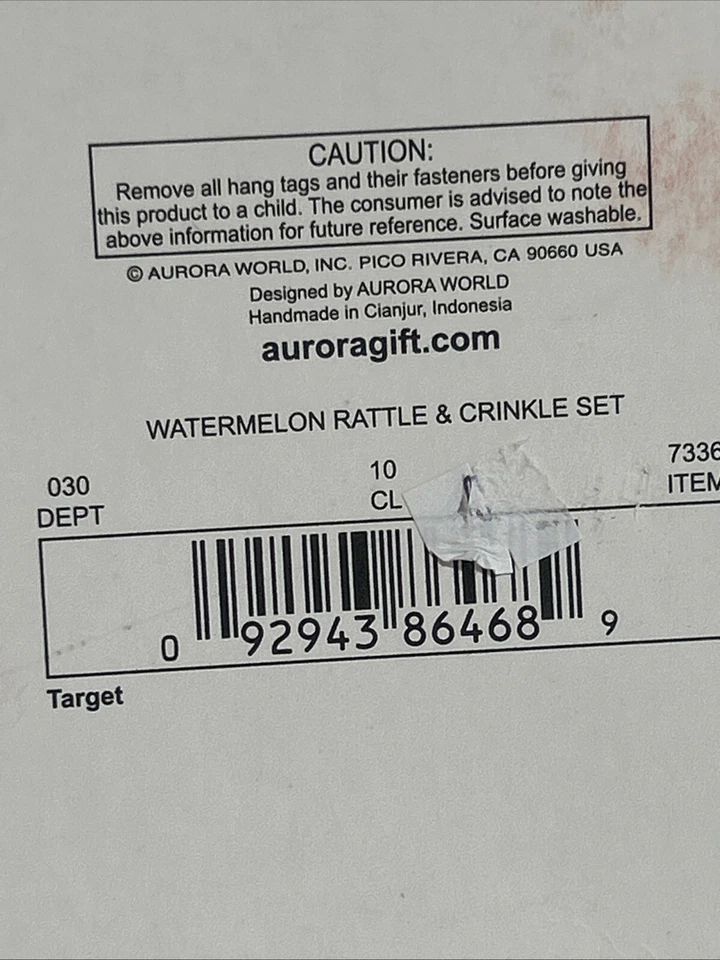 CAUTION:
Remove all hang tags and their fasteners before giving
this product to a child. The consumer is advised to note the
above information for future reference. Surface washable.
© AURORA WORLD, INC. PICO RIVERA, CA 90660 USA
Designed by AURORA WORLD
Handmade in Cianjur, Indonesia
auroragift.com
WATERMELON RATTLE & CRINKLE SET
030 10 7336
DEPT CL ITEM
0 92943 86468 9
Target